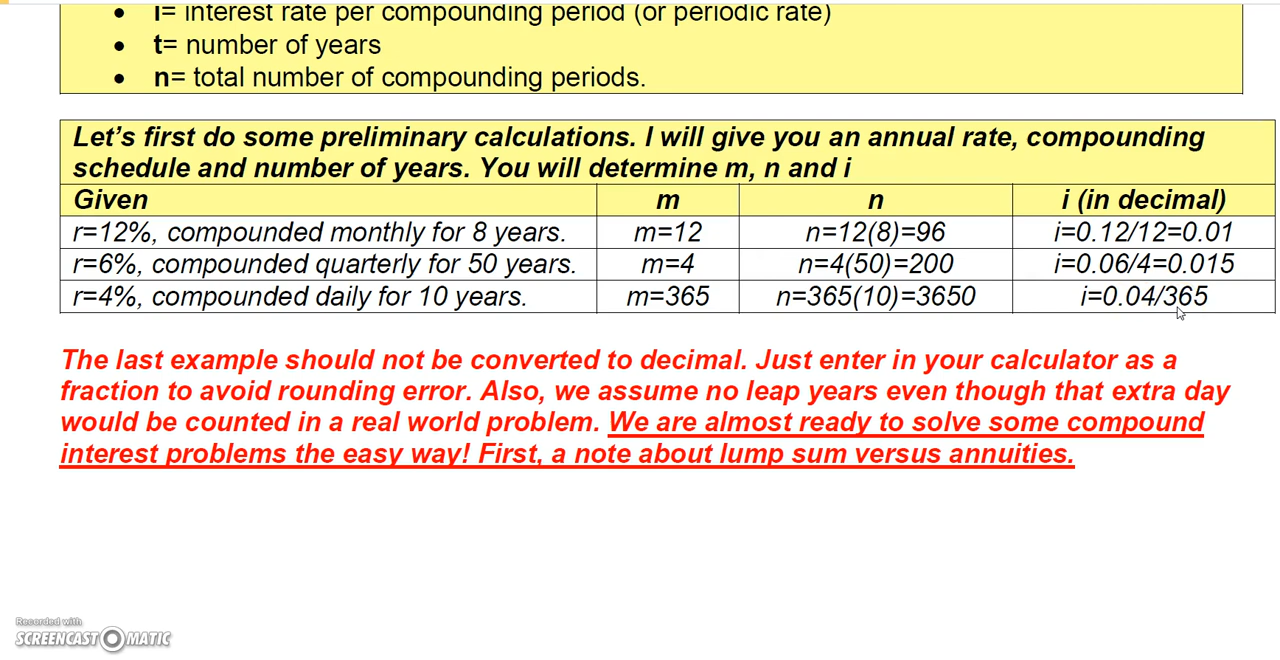 • i= interest rate per compounding period (or periodic rate)
• t= number of years
• n= total number of compounding periods.
Let's first do some preliminary calculations. I will give you an annual rate, compounding
schedule and number of years. You will determine m, n and i
Given m n i (in decimal)
r=12%, compounded monthly for 8 years. m=12 n=12(8)=96 i=0.12/12=0.01
r=6%, compounded quarterly for 50 years. m=4 n=4(50)=200 i=0.06/4=0.015
r=4%, compounded daily for 10 years. m=365 n=365(10)=3650 i=0.04/365
The last example should not be converted to decimal. Just enter in your calculator as a
fraction to avoid rounding error. Also, we assume no leap years even though that extra day
would be counted in a real world problem. We are almost ready to solve some compound
interest problems the easy way! First, a note about lump sum versus annuities.
Recorded with
SCREENCAST MATIC